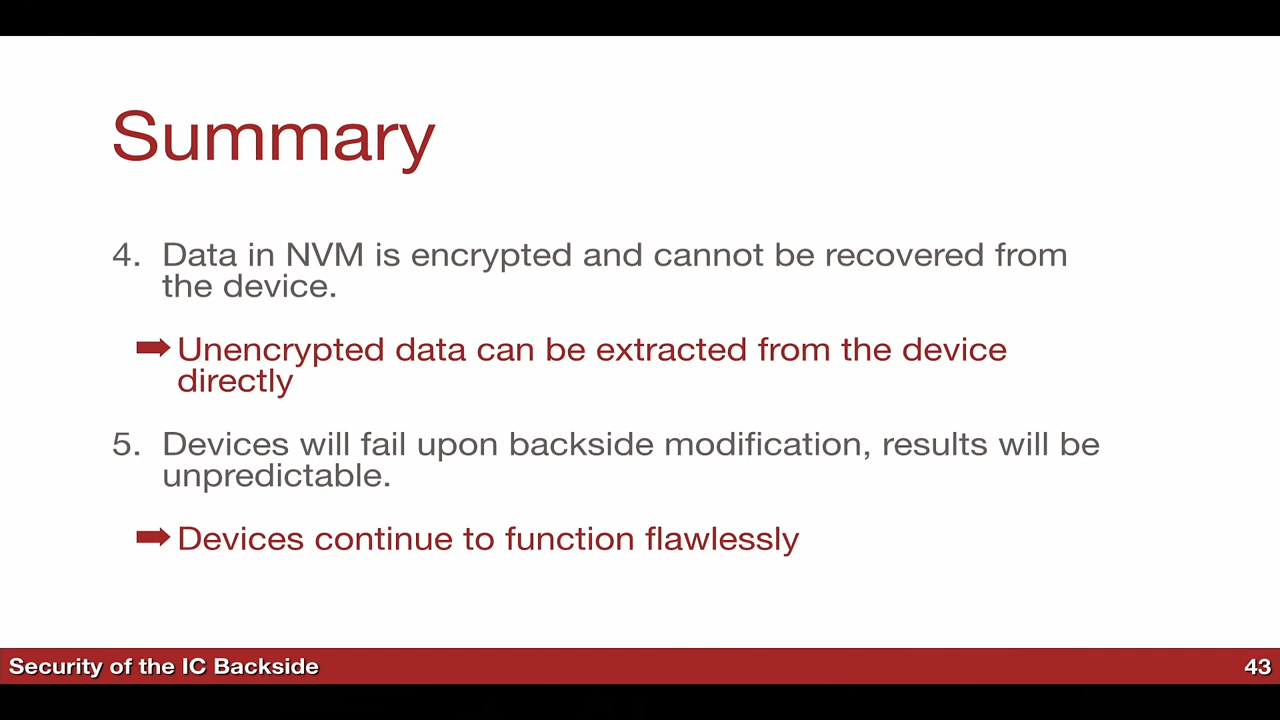 Summary
4. Data in NVM is encrypted and cannot be recovered from
the device.
➡ Unencrypted data can be extracted from the device
directly
5. Devices will fail upon backside modification, results will be
unpredictable.
➡ Devices continue to function flawlessly
Security of the IC Backside
43